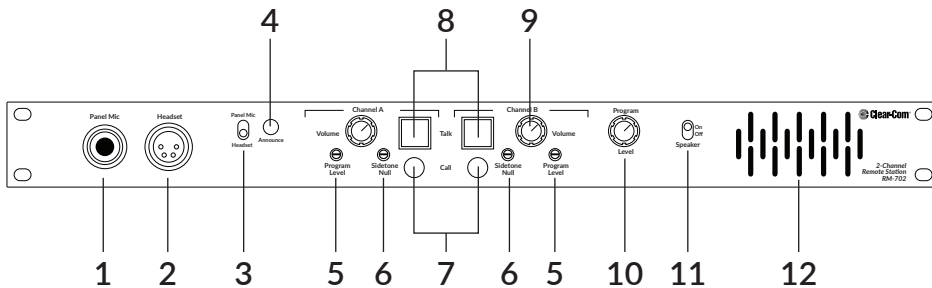 4 8 9
Channel A Channel B Program
Panel Mic Headset Panel Mic Clear-Com®
Volume Talk Volume On
Off
Headset Announce
Level Speaker
Program
Level Sidetone
Null Call Sidetone
Null Program
Level
2-Channel
Remote Station
RM-702
1 2 3 5 6 7 6 5 10 11 12